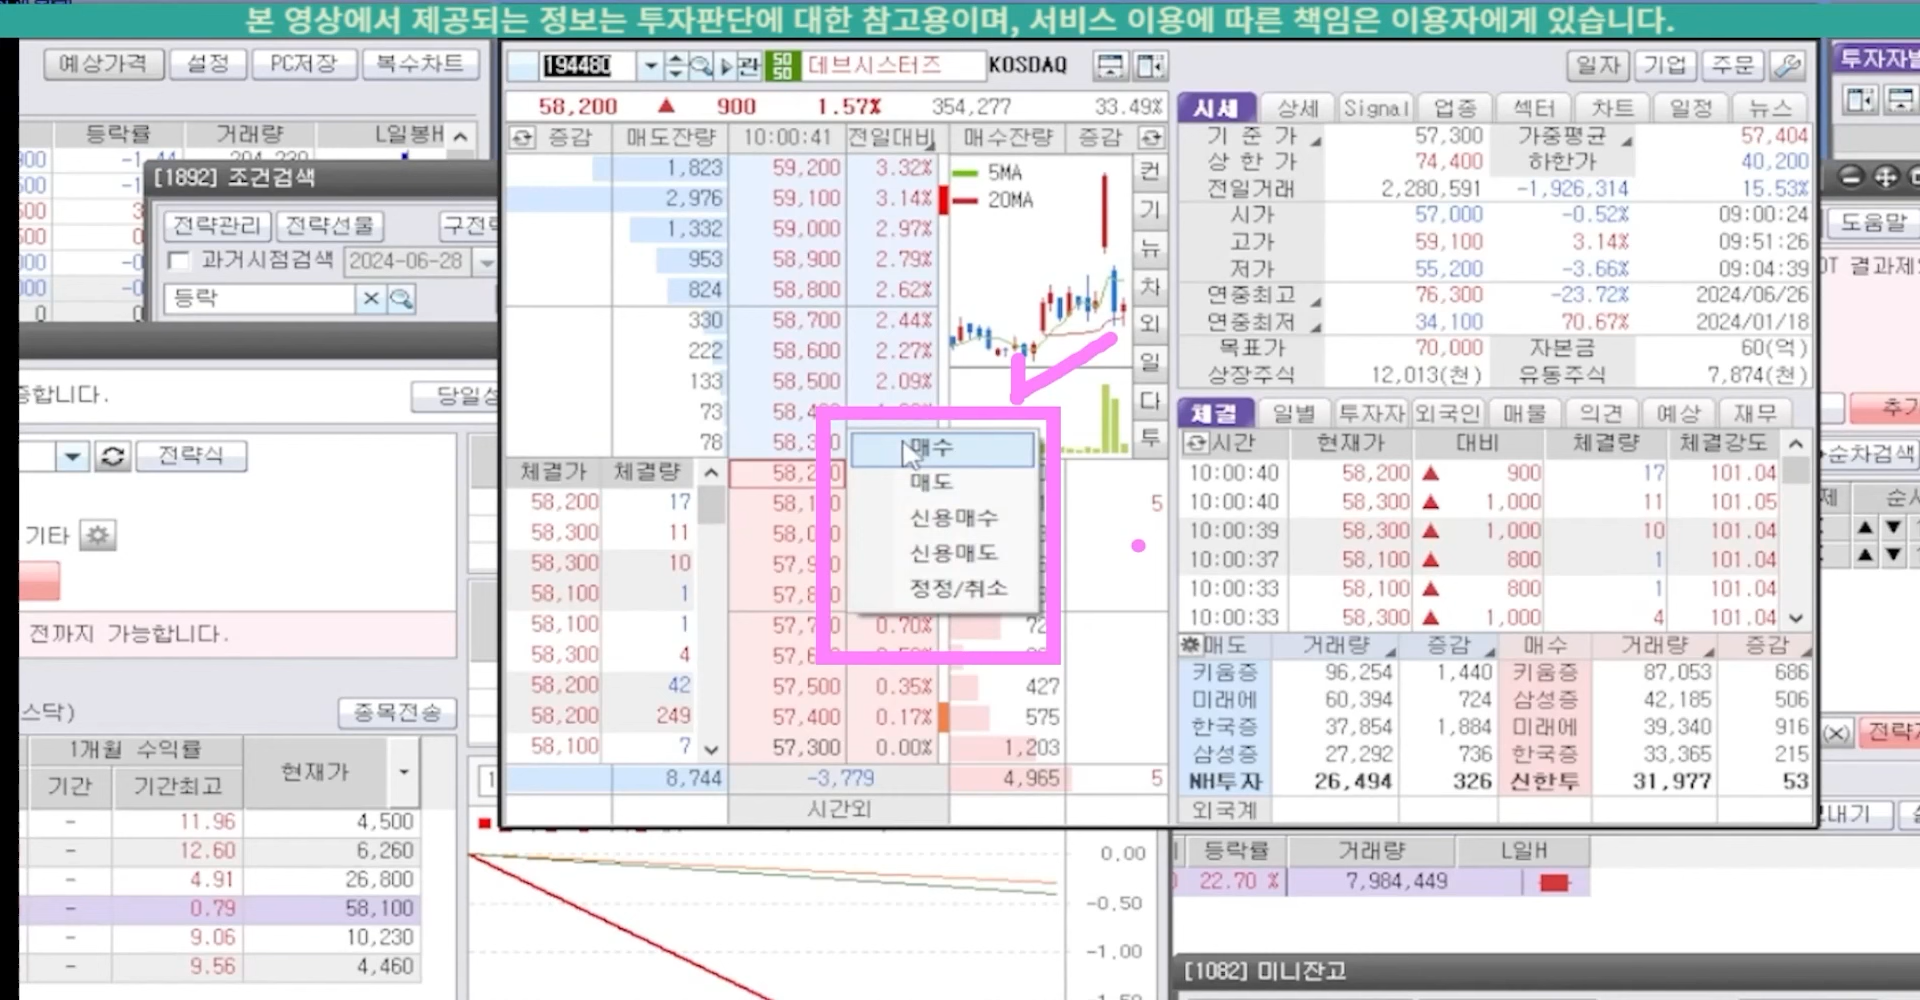 본 영상에서 제공되는 정보는 투자판단에 대한 참고용이며, 서비스 이용에 따른 책임은 이용자에게 있습니다.
예상가격 설정 PC저장 복수차트
등락률 거래량 L일봉H
[1892] 조건검색
전략관리 전략선물
과거시점검색 2024-06-28
등락
당일성
전략식
기타
전까지 가능합니다.
스닥) 종목전송
1개월 수익률 현재가
기간 기간최고
- 11.96 4,500
- 12.60 6,260
- 4.91 26,800
- 0.79 58,100
- 9.06 10,230
- 9.56 4,460
194480 관 50 50 데브시스터즈 KOSDAQ
58,200 ▲ 900 1.57% 354,277 33.49%
증감 매도잔량 10:00:41 전일대비 매수잔량 증감
1,823 59,200 3.32%
2,976 59,100 3.14%
1,332 59,000 2.97%
953 58,900 2.79%
824 58,800 2.62%
330 58,700 2.44%
222 58,600 2.27%
133 58,500 2.09%
73
78
5MA
20MA
컨
기
뉴
차
외
일
다
투
매수
매도
신용매수
신용매도
정정/취소
체결가 체결량
58,200 17
58,300 11
58,300 10
58,100 1
58,100 1
58,300 4
58,200 42
58,200 249
58,100 7
5
0.70%
57,500 0.35% 427
57,400 0.17% 575
57,300 0.00% 1,203
8,744 -3,779 4,965 5
시간외
일자 기업 주문
시세 상세 Signal 업종 섹터 차트 일정 뉴스
기준가 57,300 가중평균 57,404
상한가 74,400 하한가 40,200
전일거래 2,280,591 -1,926,314 15.53%
시가 57,000 -0.52% 09:00:24
고가 59,100 3.14% 09:51:26
저가 55,200 -3.66% 09:04:39
연중최고 76,300 -23.72% 2024/06/26
연중최저 34,100 70.67% 2024/01/18
목표가 70,000 자본금 60(억)
상장주식 12,013(천) 유동주식 7,874(천)
체결 일별 투자자 외국인 매물 의견 예상 재무
시간 현재가 대비 체결량 체결강도
10:00:40 58,200 ▲ 900 17 101.04
10:00:40 58,300 ▲ 1,000 11 101.05
10:00:39 58,300 ▲ 1,000 10 101.04
10:00:37 58,100 ▲ 800 1 101.04
10:00:33 58,100 ▲ 800 1 101.04
10:00:33 58,300 ▲ 1,000 4 101.04
매도 거래량 증감 매수 거래량 증감
키움증 96,254 1,440 키움증 87,053 686
미래에 60,394 724 삼성증 42,185 506
한국증 37,854 1,884 미래에 39,340 916
삼성증 27,292 736 한국증 33,365 215
NH투자 26,494 326 신한투 31,977 53
외국계
0.00
-0.50
-1.00
등락률 거래량 L일H
22.70 % 7,984,449
[1082] 미니잔고
투자자별
도움말
결과제
추가
순차검색
전략
내기